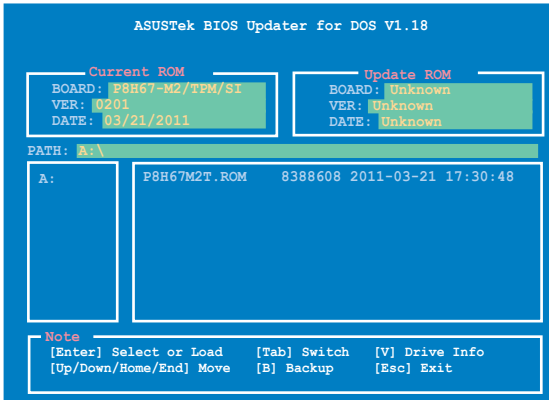 ASUSTek BIOS Updater for DOS V1.18
Current ROM
BOARD: P8H67-M2/TPM/SI
VER: 0201
DATE: 03/21/2011
Update ROM
BOARD: Unknown
VER: Unknown
DATE: Unknown
PATH: A:\
A:
P8H67M2T.ROM 8388608 2011-03-21 17:30:48
Note
[Enter] Select or Load [Tab] Switch [V] Drive Info
[Up/Down/Home/End] Move [B] Backup [Esc] Exit